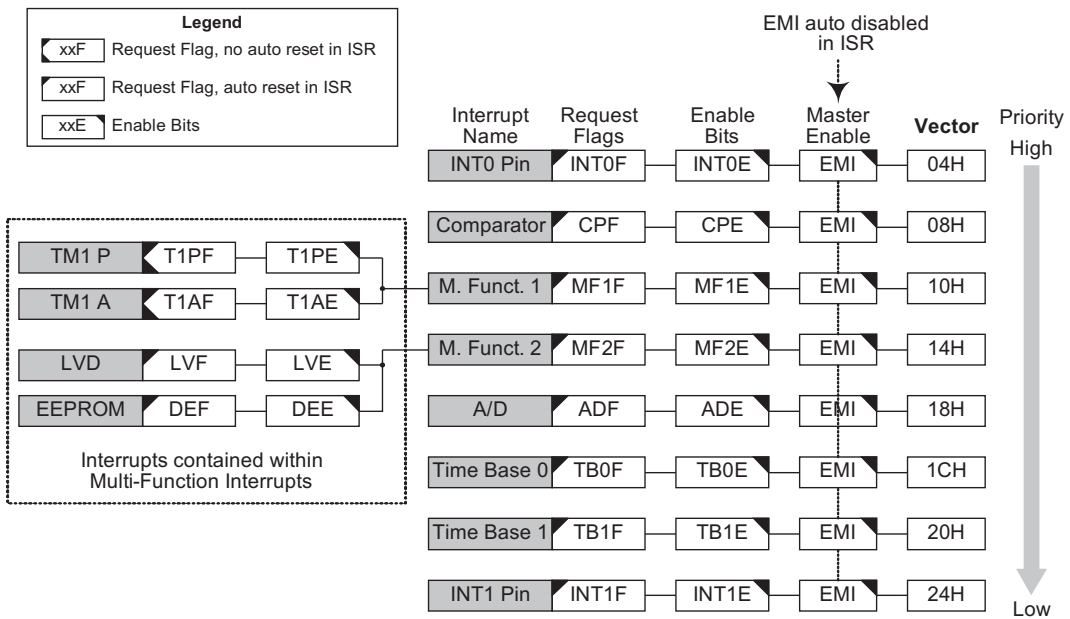 Legend
xxF Request Flag, no auto reset in ISR
xxF Request Flag, auto reset in ISR
xxE Enable Bits
EMI auto disabled
in ISR
Interrupt Name Request Flags Enable Bits Master Enable Vector Priority
High
INT0 Pin INT0F INT0E EMI 04H
Comparator CPF CPE EMI 08H
TM1 P T1PF T1PE
M. Funct. 1 MF1F MF1E EMI 10H
TM1 A T1AF T1AE
M. Funct. 2 MF2F MF2E EMI 14H
LVD LVF LVE
EEPROM DEF DEE
A/D ADF ADE EMI 18H
Interrupts contained within
Multi-Function Interrupts
Time Base 0 TB0F TB0E EMI 1CH
Time Base 1 TB1F TB1E EMI 20H
INT1 Pin INT1F INT1E EMI 24H
Low